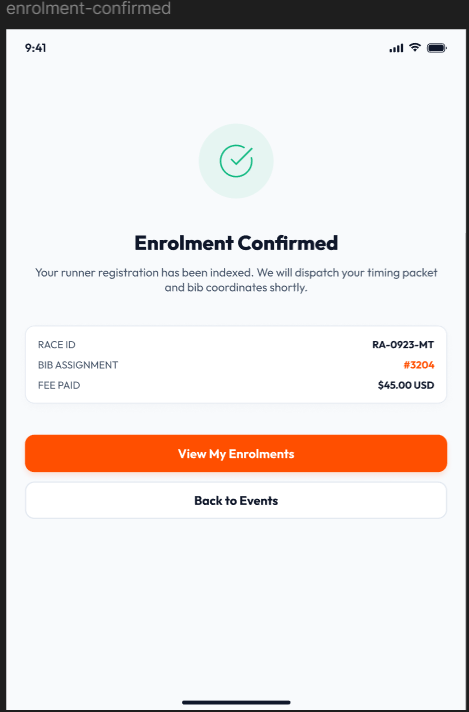 enrolment-confirmed
9:41
Enrolment Confirmed
Your runner registration has been indexed. We will dispatch your timing packet
and bib coordinates shortly.
RACE ID RA-0923-MT
BIB ASSIGNMENT #3204
FEE PAID $45.00 USD
View My Enrolments
Back to Events